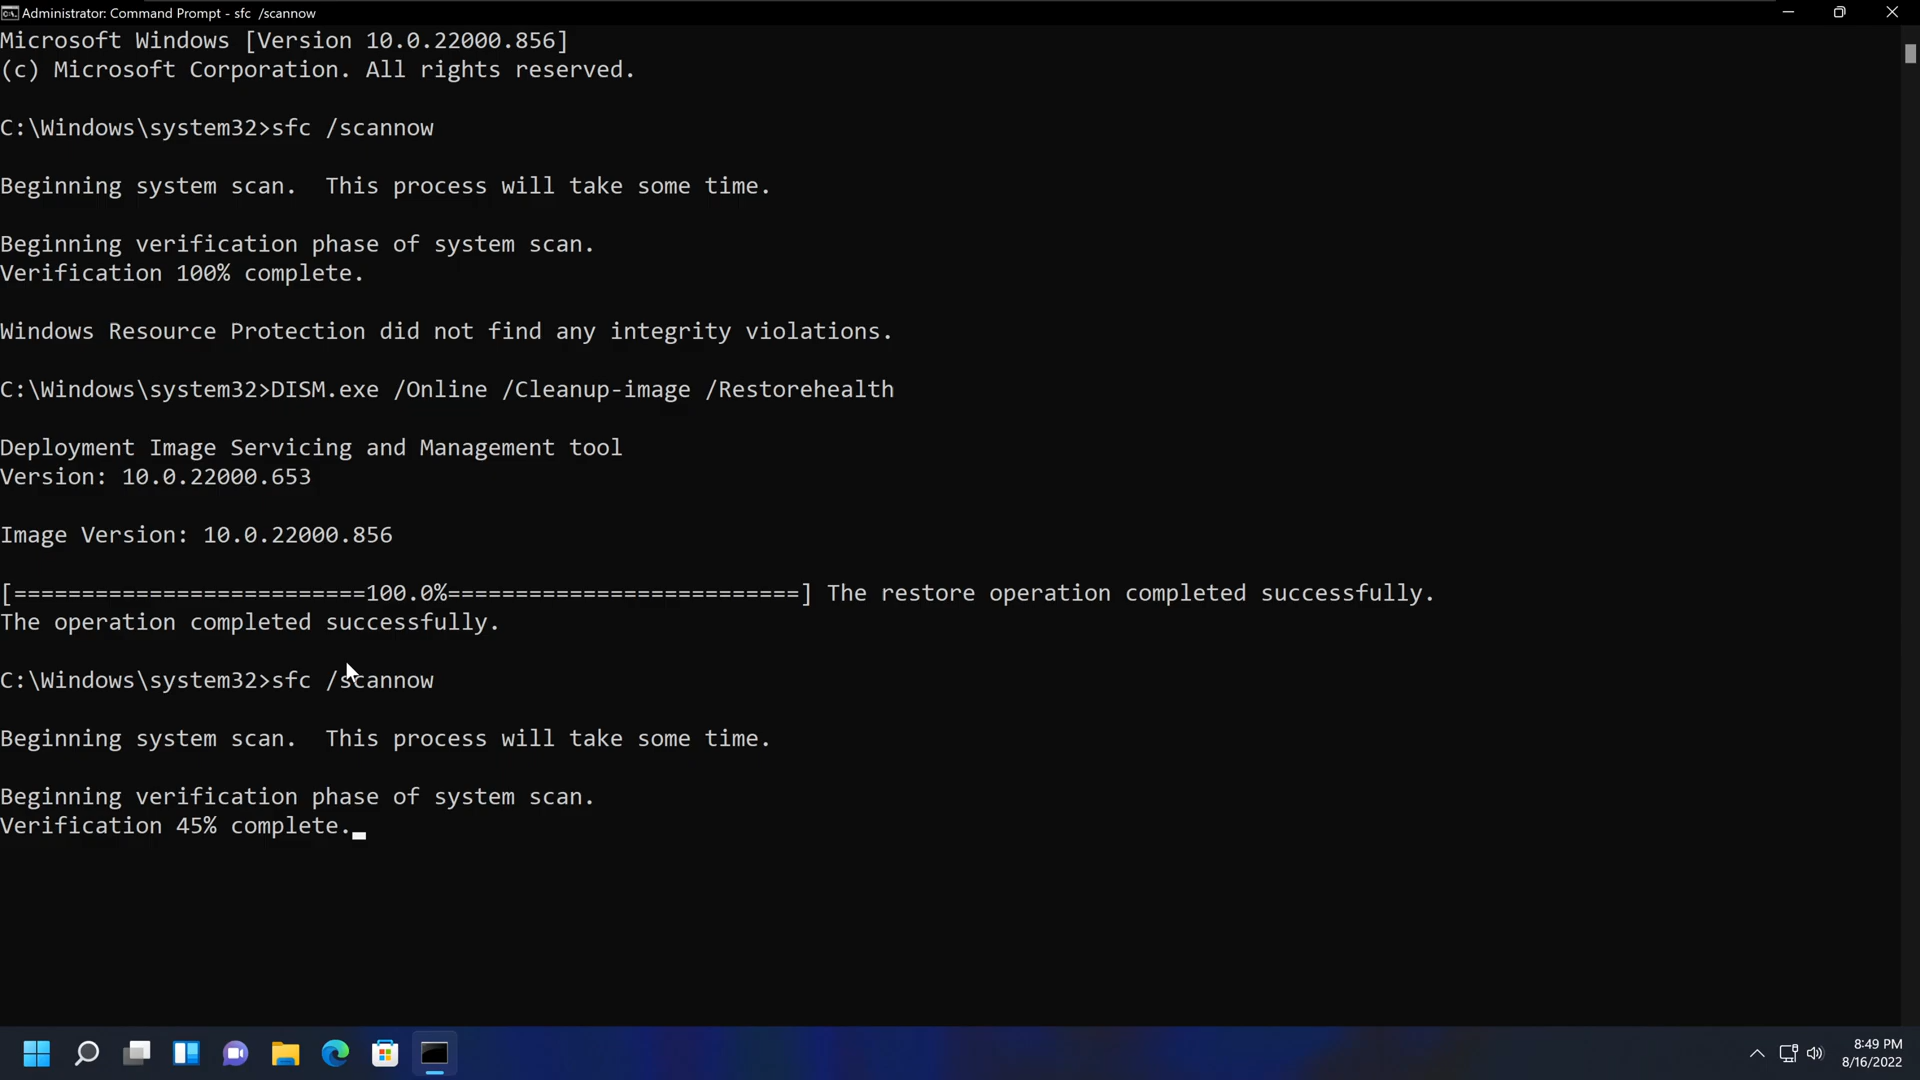 Administrator: Command Prompt - sfc  /scannow
Microsoft Windows [Version 10.0.22000.856]
(c) Microsoft Corporation. All rights reserved.
C:\Windows\system32>sfc /scannow
Beginning system scan.  This process will take some time.
Beginning verification phase of system scan.
Verification 100% complete.
Windows Resource Protection did not find any integrity violations.
C:\Windows\system32>DISM.exe /Online /Cleanup-image /Restorehealth
Deployment Image Servicing and Management tool
Version: 10.0.22000.653
Image Version: 10.0.22000.856
[==========================100.0%==========================] The restore operation completed successfully.
The operation completed successfully.
C:\Windows\system32>sfc /scannow
Beginning system scan.  This process will take some time.
Beginning verification phase of system scan.
Verification 45% complete.
8:49 PM
8/16/2022